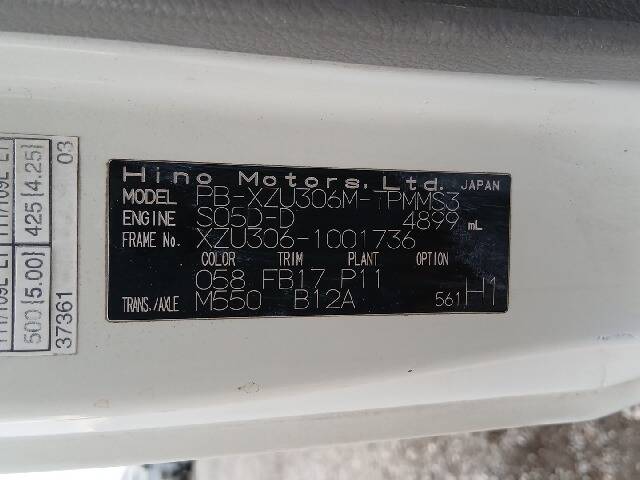 Hino Motors, Ltd. JAPAN
MODEL PB-XZU306M-TPMMS3
ENGINE S05D-D 4899 mL
FRAME No. XZU306-1001736
COLOR TRIM PLANT OPTION
058 FB17 P11
TRANS./AXLE M550 B12A 561 H1
425 [4.25] 03
500 [5.00]
37361